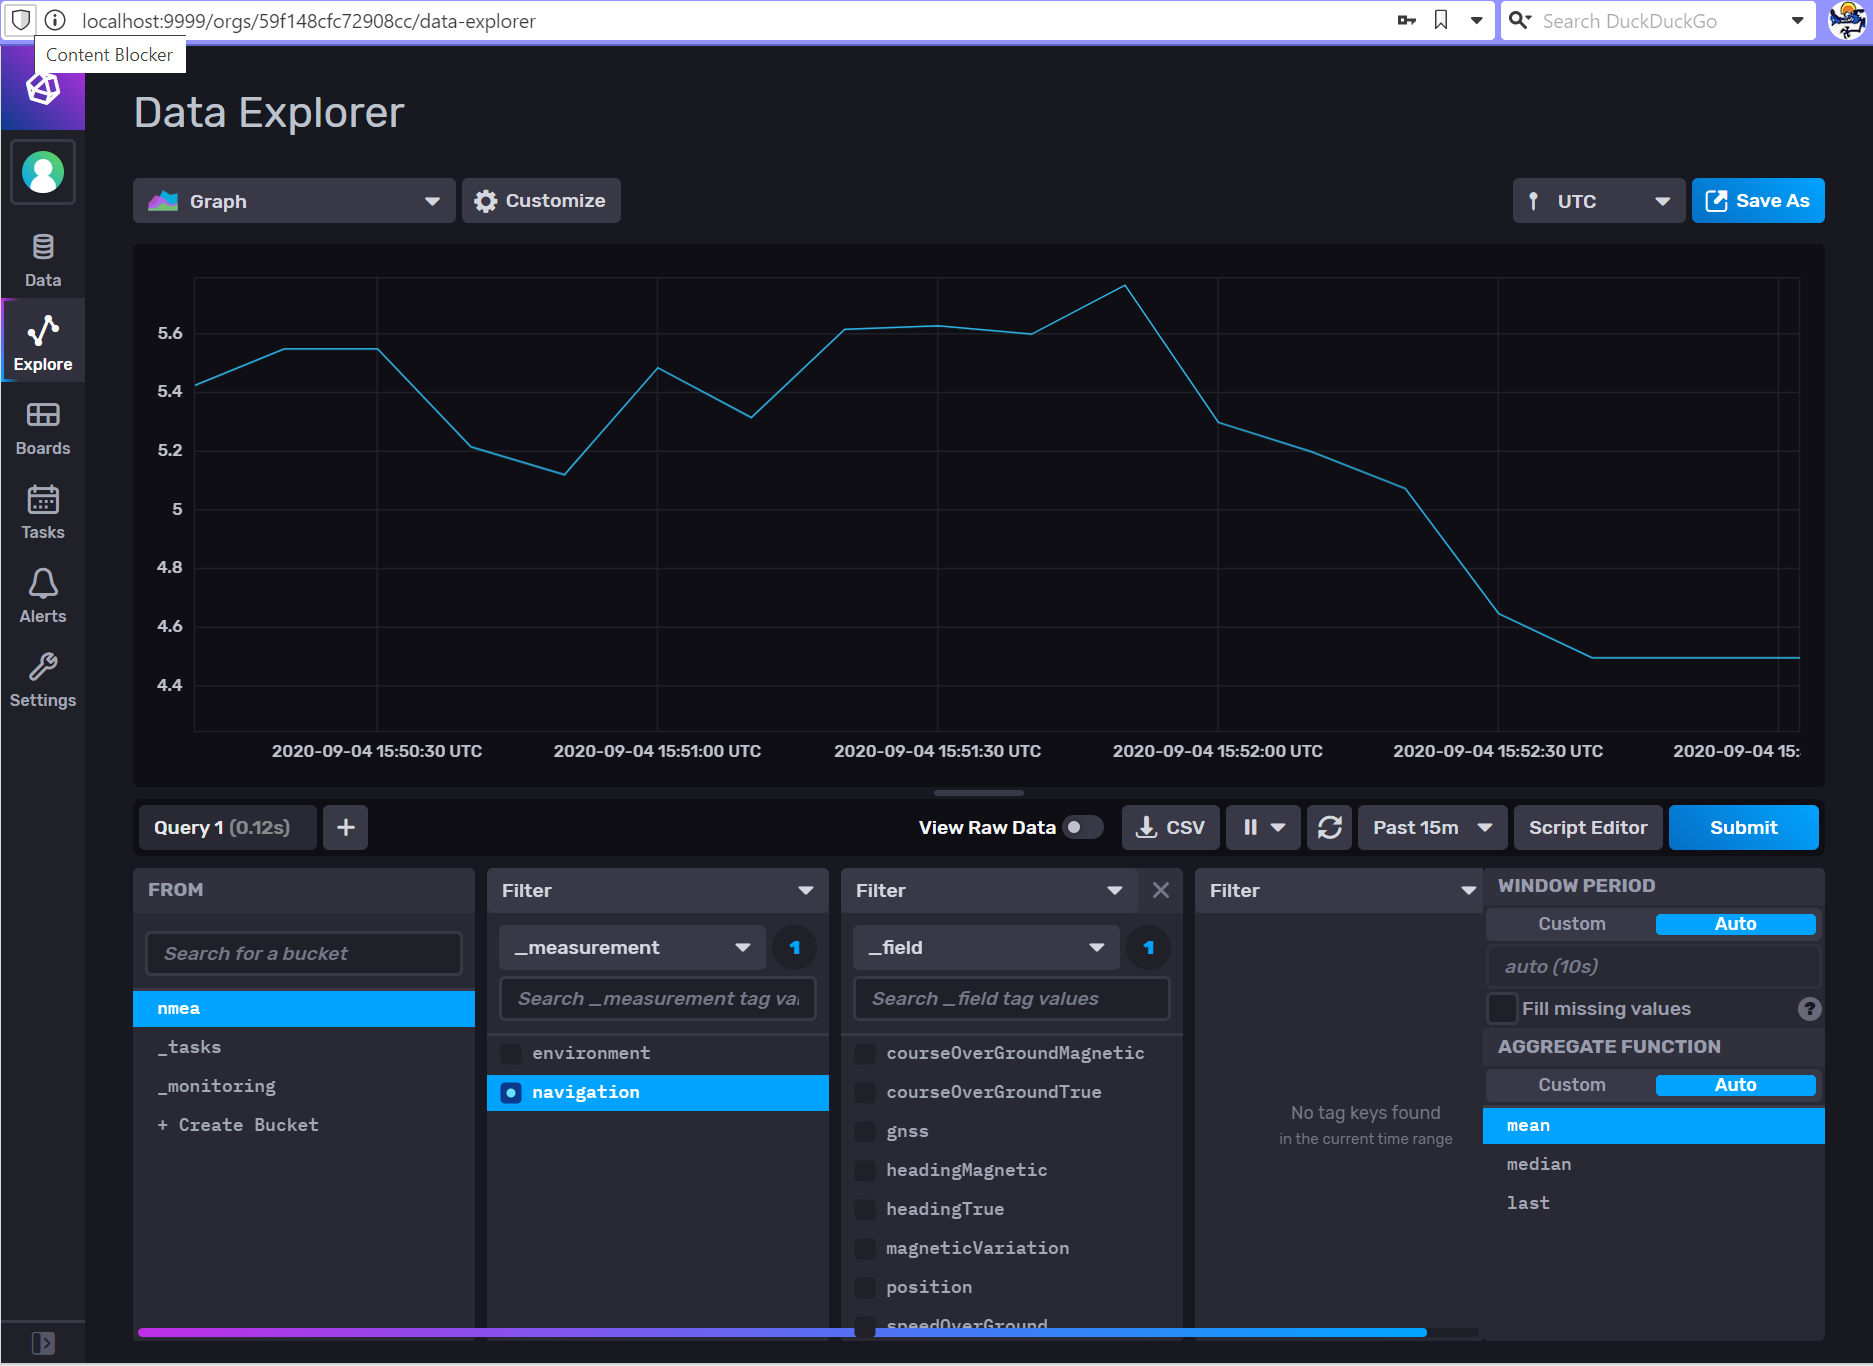 localhost:9999/orgs/59f148cfc72908cc/data-explorer
Search DuckDuckGo
Content Blocker
Data Explorer
Graph
Customize
UTC
Save As
Data
Explore
Boards
Tasks
Alerts
Settings
5.6
5.4
5.2
5
4.8
4.6
4.4
2020-09-04 15:50:30 UTC
2020-09-04 15:51:00 UTC
2020-09-04 15:51:30 UTC
2020-09-04 15:52:00 UTC
2020-09-04 15:52:30 UTC
2020-09-04 15:
Query 1 (0.12s)
View Raw Data
CSV
Past 15m
Script Editor
Submit
FROM
Search for a bucket
nmea
_tasks
_monitoring
+ Create Bucket
Filter
_measurement
1
Search _measurement tag va
environment
navigation
Filter
_field
1
Search _field tag values
courseOverGroundMagnetic
courseOverGroundTrue
gnss
headingMagnetic
headingTrue
magneticVariation
position
speedOverGround
Filter
No tag keys found
in the current time range
WINDOW PERIOD
Custom
Auto
auto (10s)
Fill missing values
?
AGGREGATE FUNCTION
Custom
Auto
mean
median
last